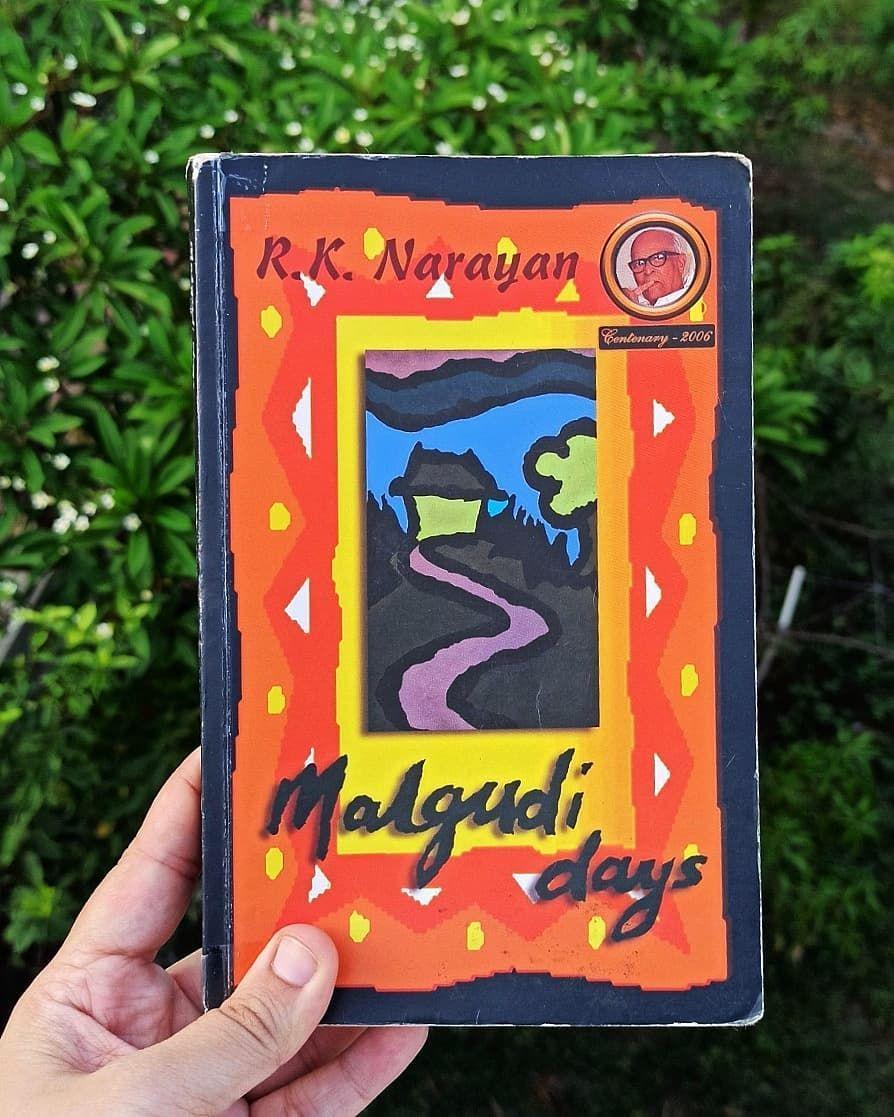 R.K. Narayan
Centenary - 2006
Malgudi
days